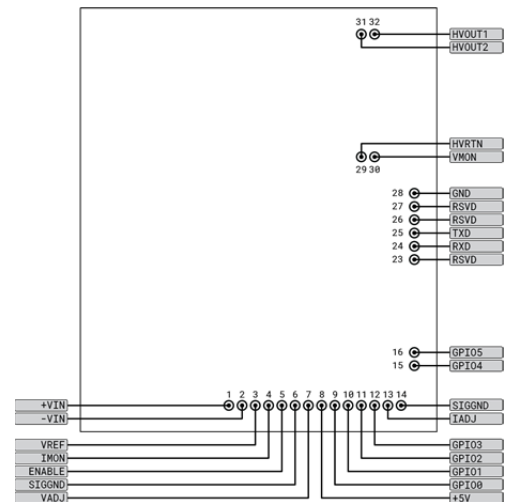 31 32
HVOUT1
HVOUT2
HVRTN
VMON
29 30
28 GND
27 RSVD
26 RSVD
25 TXD
24 RXD
23 RSVD
16 GPIO5
15 GPIO4
1 2 3 4 5 6 7 8 9 10 11 12 13 14
+VIN
-VIN
VREF
IMON
ENABLE
SIGGND
VADJ
SIGGND
IADJ
GPIO3
GPIO2
GPIO1
GPIO0
+5V